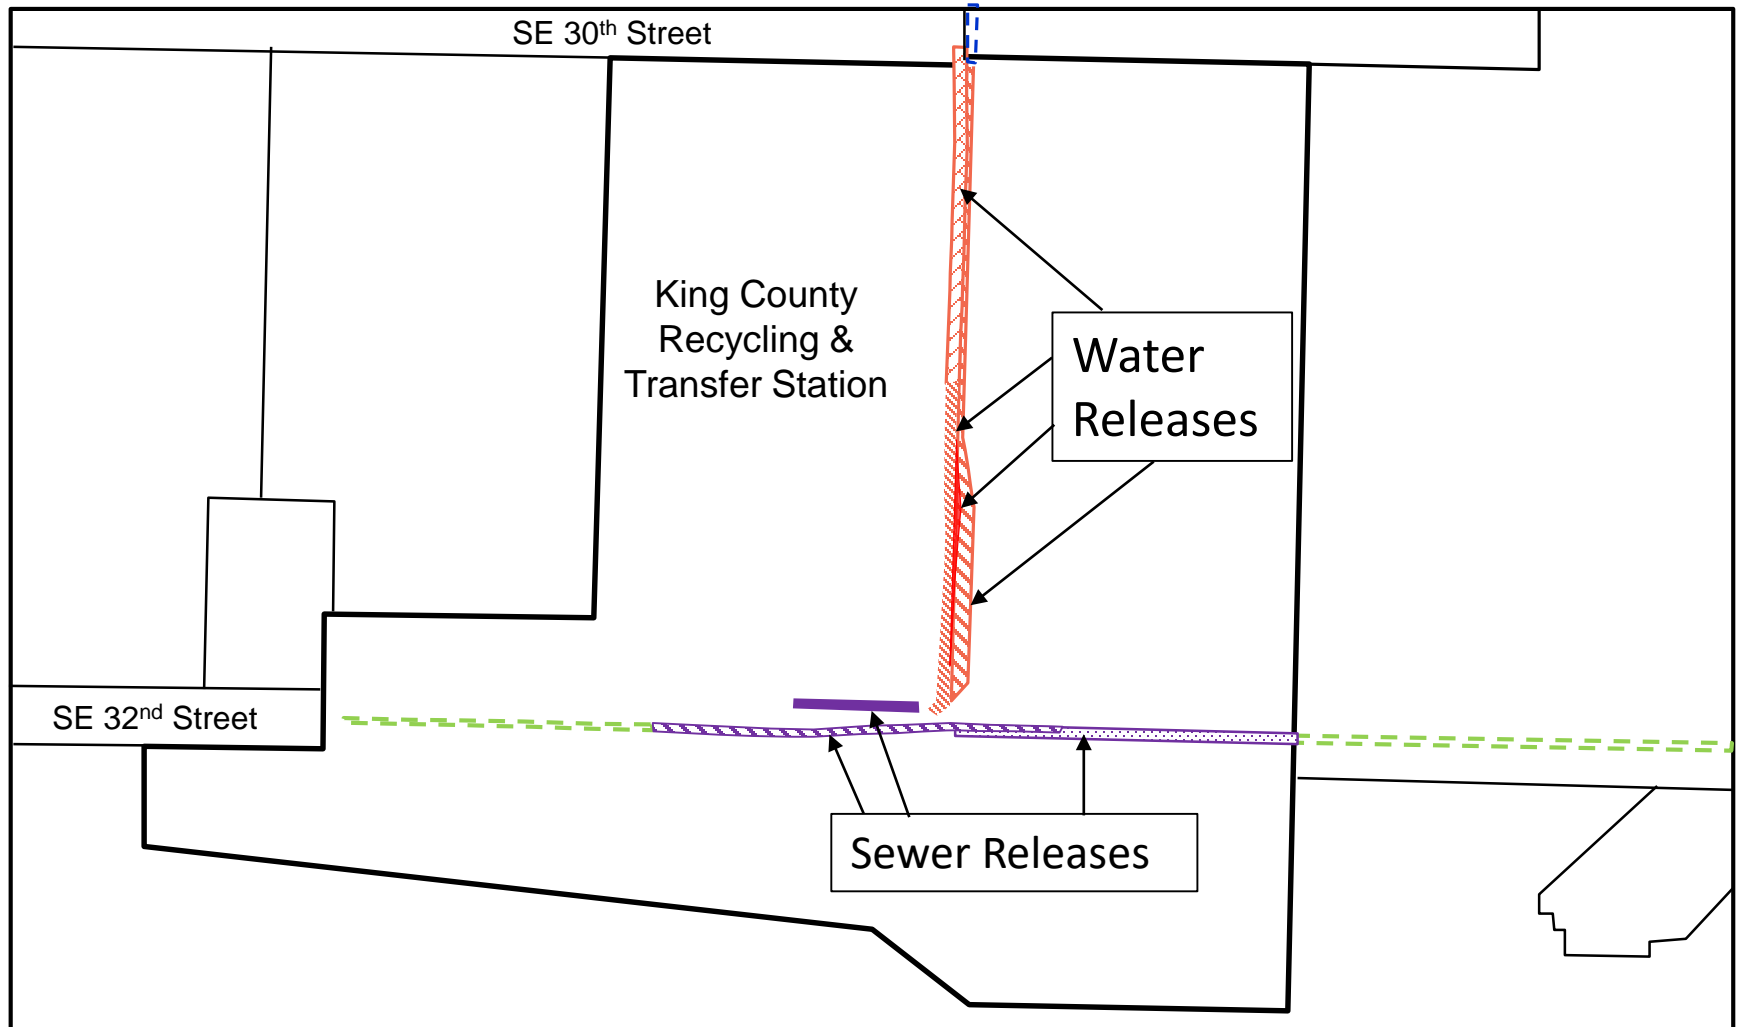 SE 30th Street
King County
Recycling &
Transfer Station
Water
Releases
SE 32nd Street
Sewer Releases